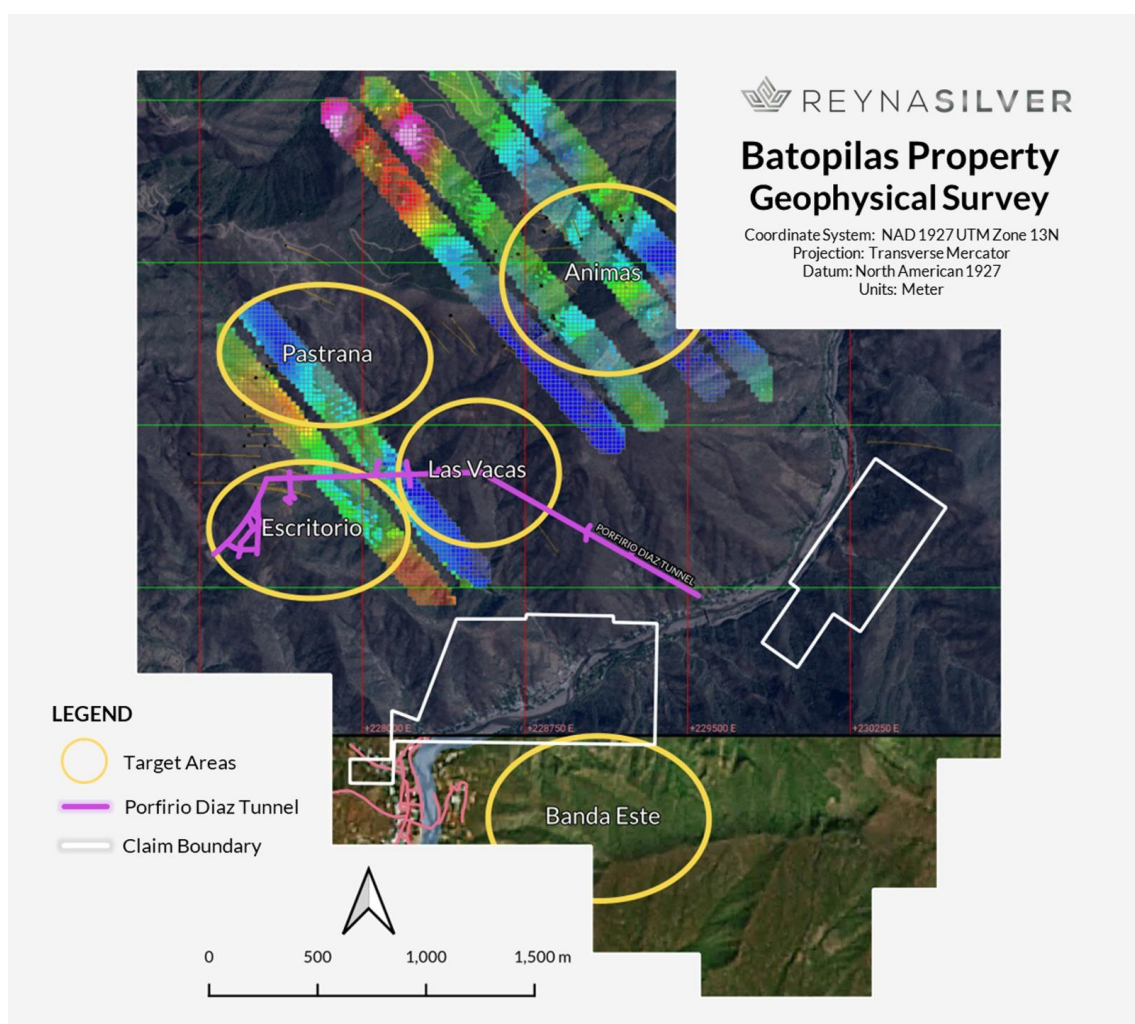 REYNASILVER
Batopilas Property
Geophysical Survey
Coordinate System: NAD 1927 UTM Zone 13N
Projection: Transverse Mercator
Datum: North American 1927
Units: Meter
Animas
Pastrana
Las Vacas
Escritorio
PORFIRIO DIAZ TUNNEL
+228000 E
+228750 E
+229500 E
+230250 E
Banda Este
LEGEND
Target Areas
Porfirio Diaz Tunnel
Claim Boundary
0 500 1,000 1,500 m